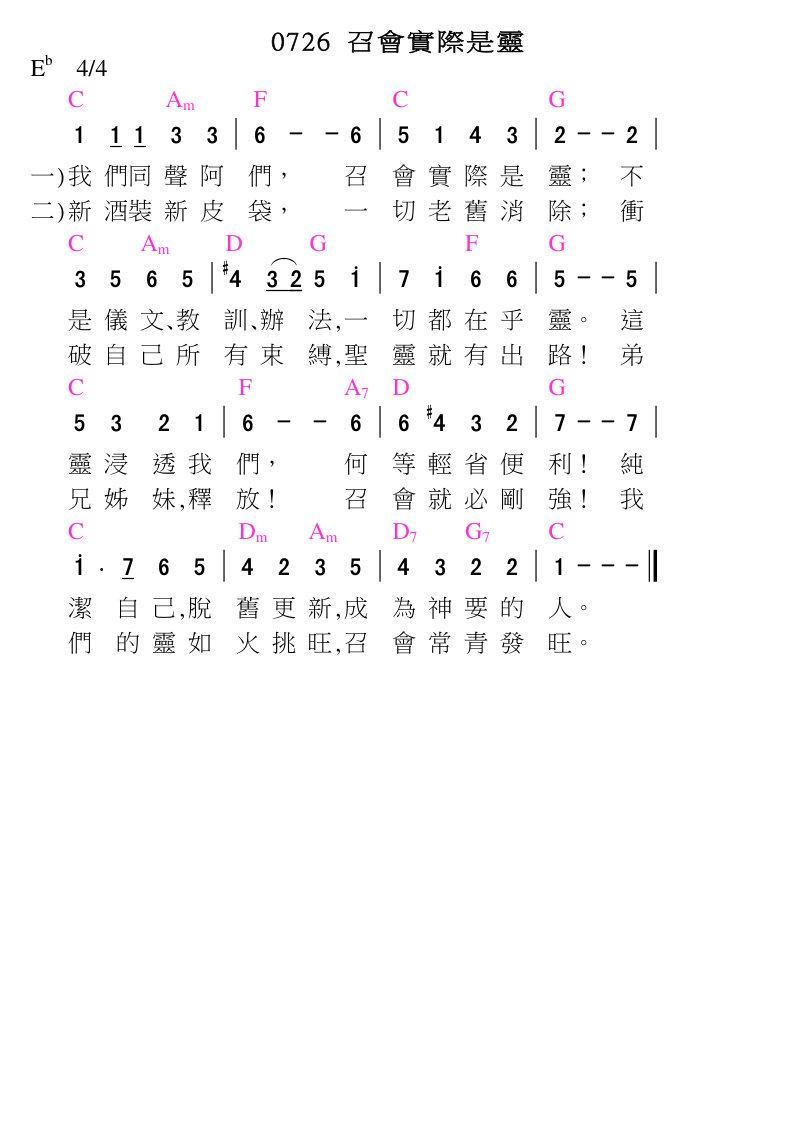 0726 召會實際是靈
E♭ 4/4
C Am F C G
1 1 1 3 3 | 6 - - 6 | 5 1 4 3 | 2 - - 2 |
一)我 們同 聲 阿 們， 召 會 實 際 是 靈； 不
二)新 酒裝 新 皮 袋， 一 切 老 舊 消 除； 衝
C Am D G F G
3 5 6 5 | #4 3 2 5 i | 7 i 6 6 | 5 - - 5 |
是 儀 文、教 訓、辦 法,一 切 都 在 乎 靈。 這
破 自 己 所 有 束 縛,聖 靈 就 有 出 路！ 弟
C F A7 D G
5 3 2 1 | 6 - - 6 | 6 #4 3 2 | 7 - - 7 |
靈 浸 透 我 們， 何 等 輕 省 便 利！ 純
兄 姊 妹,釋 放！ 召 會 就 必 剛 強！ 我
C Dm Am D7 G7 C
i · 7 6 5 | 4 2 3 5 | 4 3 2 2 | 1 - - - ‖
潔 自 己,脫 舊 更 新,成 為 神 要 的 人。
們 的 靈 如 火 挑 旺,召 會 常 青 發 旺。